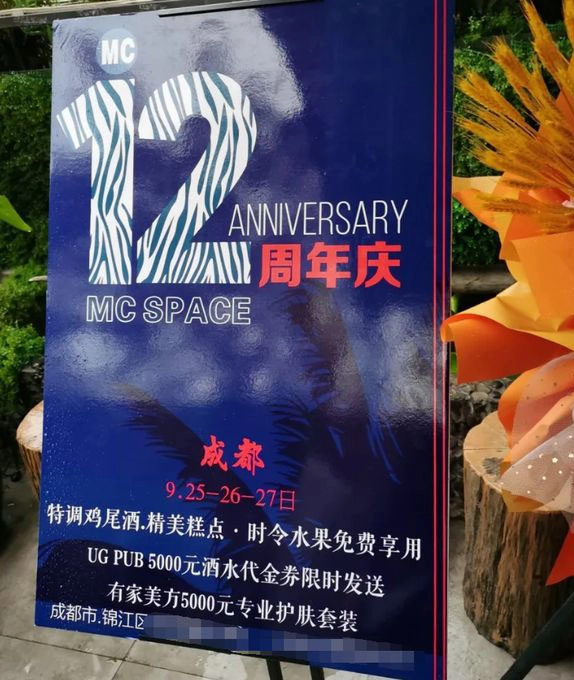 MC
12
ANNIVERSARY
周年庆
MC SPACE
成都
9.25-26-27日
特调鸡尾酒.精美糕点·时令水果免费享用
UG PUB 5000元酒水代金券限时发送
有家美方5000元专业护肤套装
成都市.锦江区